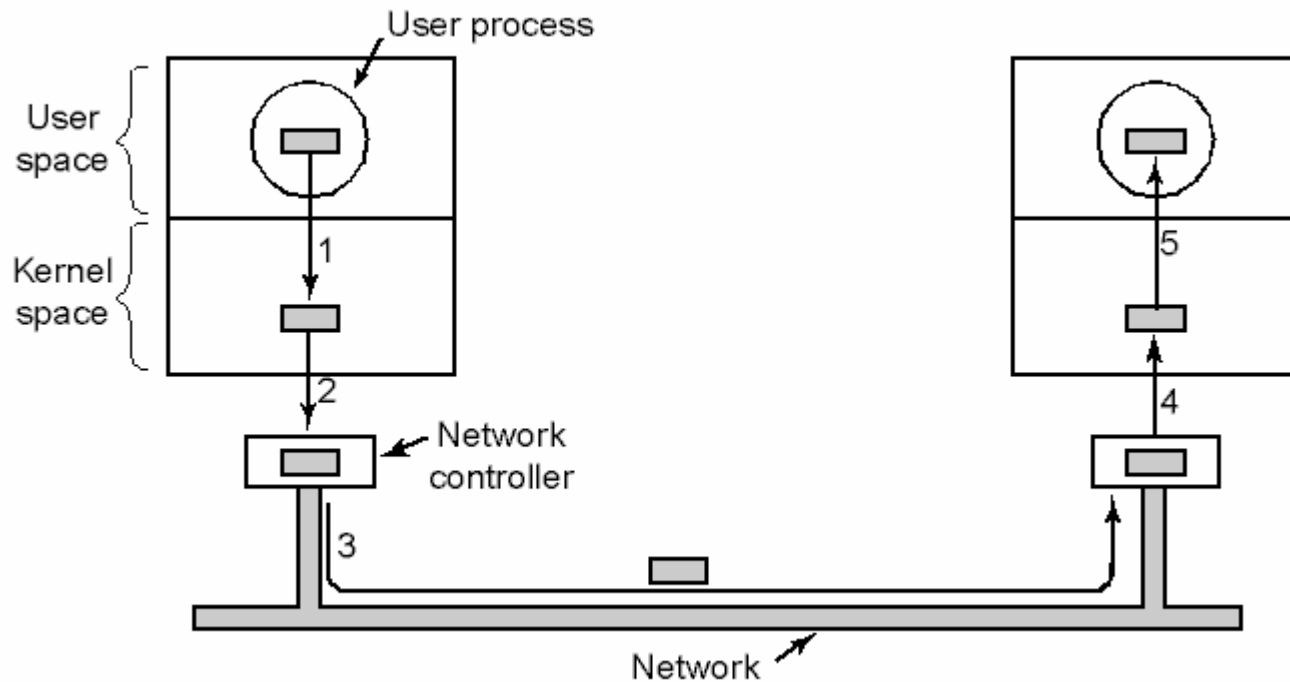 User process
User
space
1
5
Kernel
space
2
4
Network
controller
3
Network